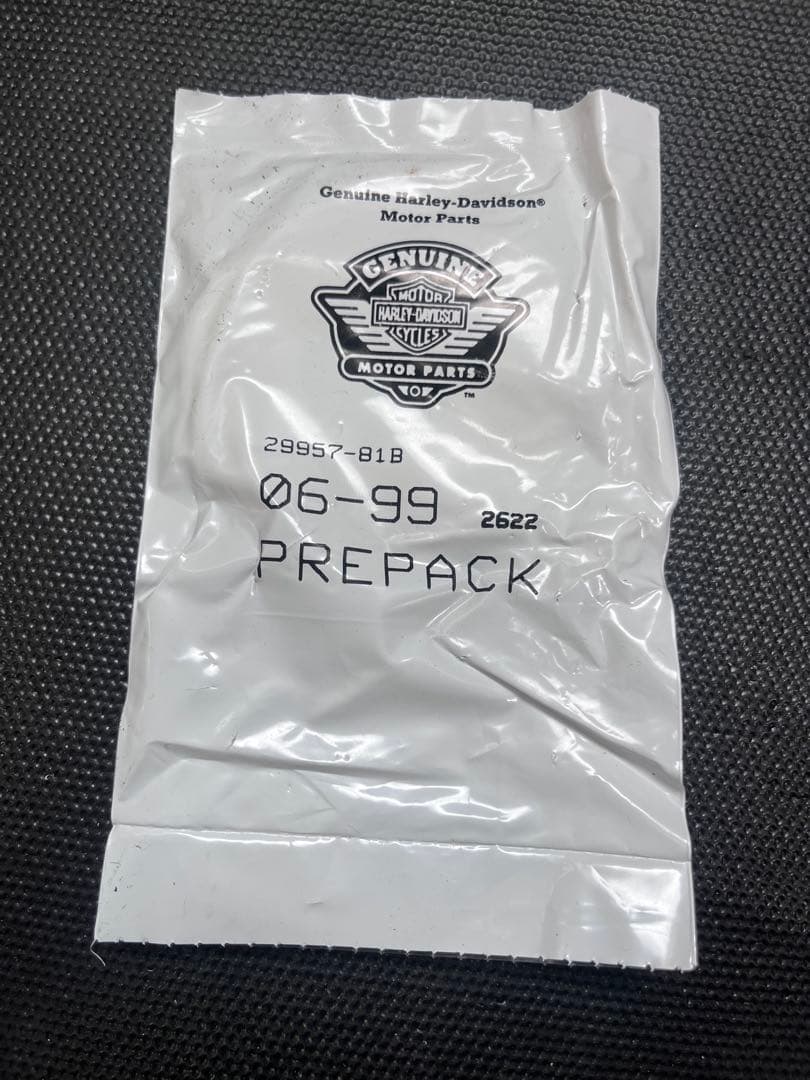 Genuine Harley-Davidson®
Motor Parts
GENUINE
MOTOR
HARLEY-DAVIDSON
CYCLES
MOTOR PARTS
™
29957-81B
06-99 2622
PREPACK